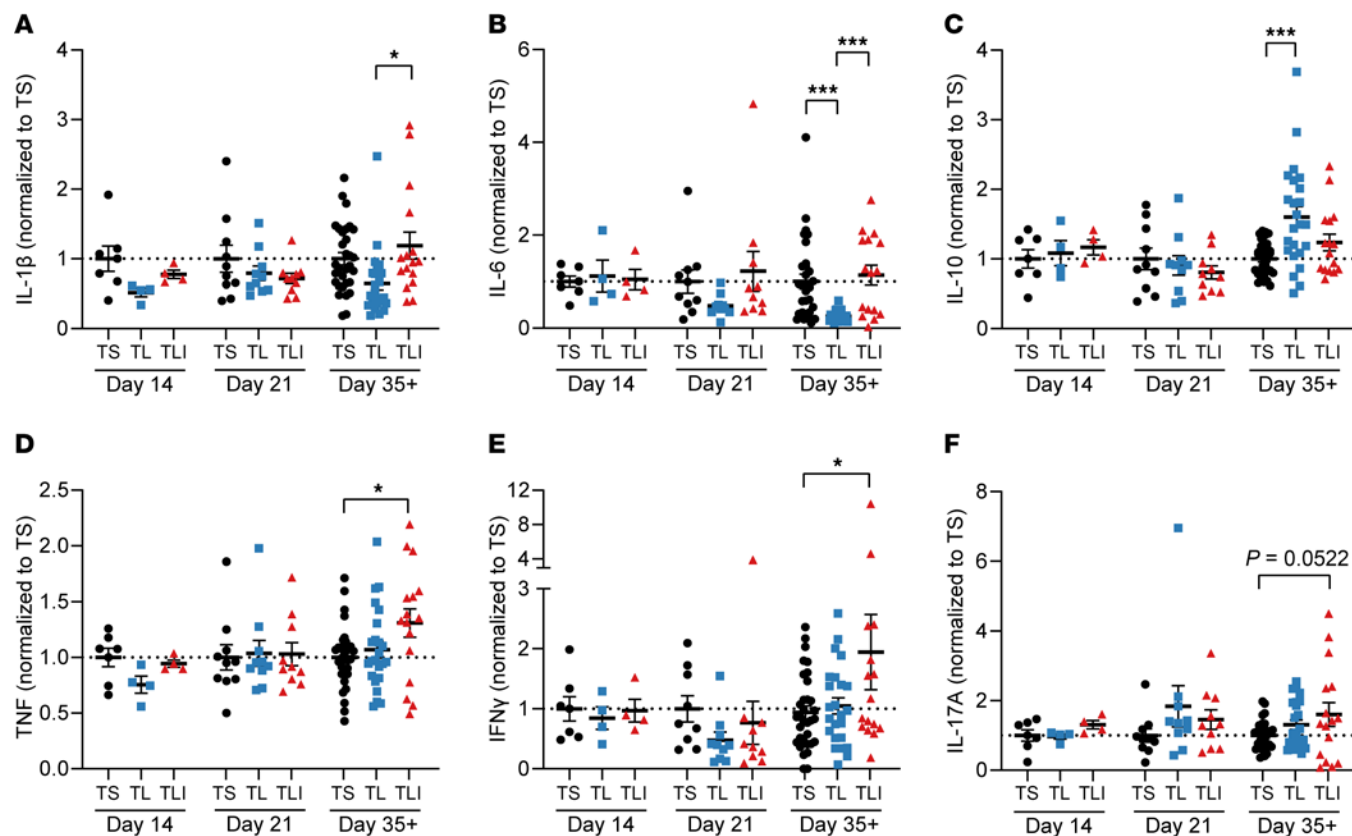 A
IL-1β (normalized to TS)
4
3
2
1
0
*
TS TL TLI TS TL TLI TS TL TLI
Day 14 Day 21 Day 35+
B
IL-6 (normalized to TS)
6
4
2
0
***
***
TS TL TLI TS TL TLI TS TL TLI
Day 14 Day 21 Day 35+
C
IL-10 (normalized to TS)
4
3
2
1
0
***
TS TL TLI TS TL TLI TS TL TLI
Day 14 Day 21 Day 35+
D
TNF (normalized to TS)
2.5
2.0
1.5
1.0
0.5
0.0
*
TS TL TLI TS TL TLI TS TL TLI
Day 14 Day 21 Day 35+
E
IFNγ (normalized to TS)
12
8
4
2
1
0
*
TS TL TLI TS TL TLI TS TL TLI
Day 14 Day 21 Day 35+
F
IL-17A (normalized to TS)
8
6
4
2
0
P = 0.0522
TS TL TLI TS TL TLI TS TL TLI
Day 14 Day 21 Day 35+